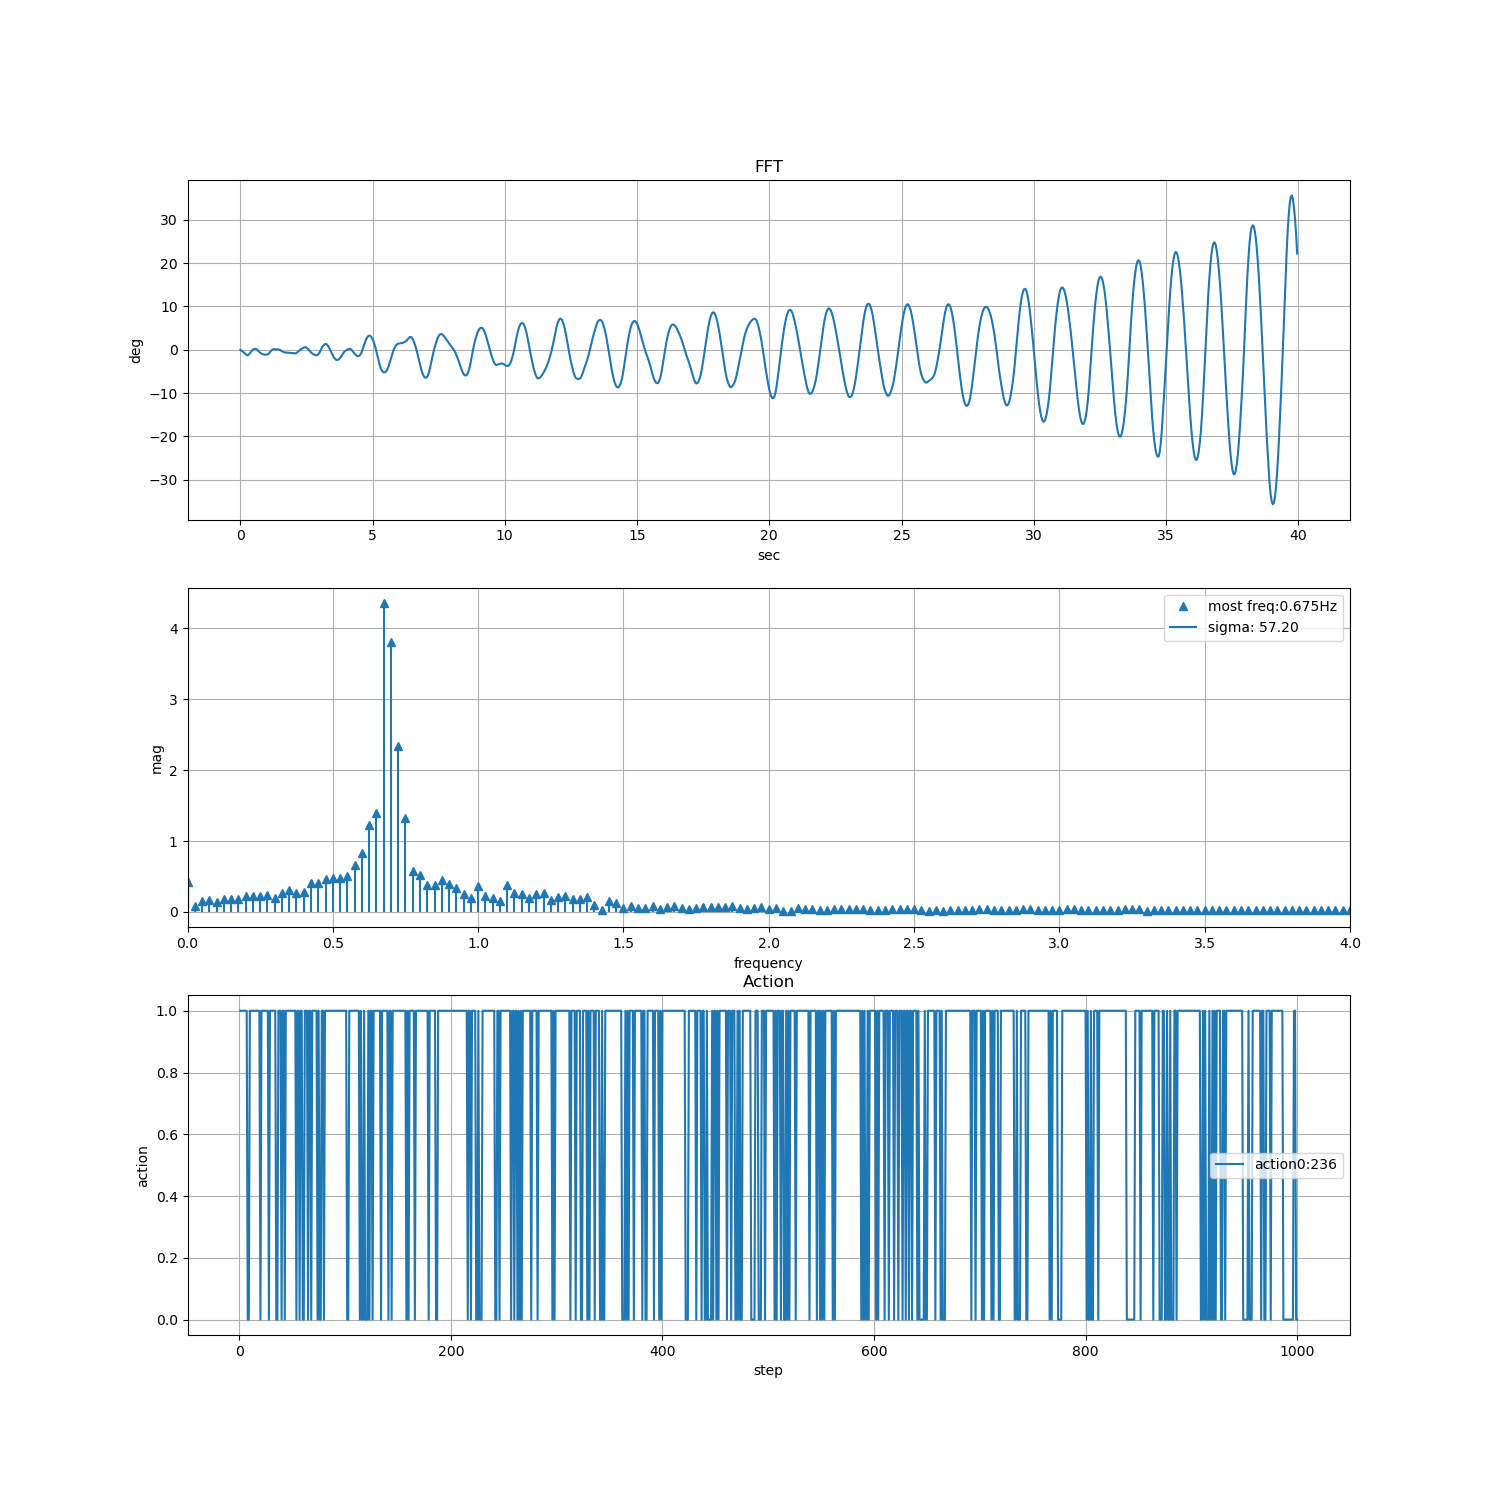 FFT
30
20
10
0
−10
−20
−30
deg
0 5 10 15 20 25 30 35 40
sec
most freq:0.675Hz
sigma: 57.20
4
3
2
1
0
mag
0.0 0.5 1.0 1.5 2.0 2.5 3.0 3.5 4.0
frequency
Action
1.0
0.8
0.6
0.4
0.2
0.0
action
action0:236
0 200 400 600 800 1000
step